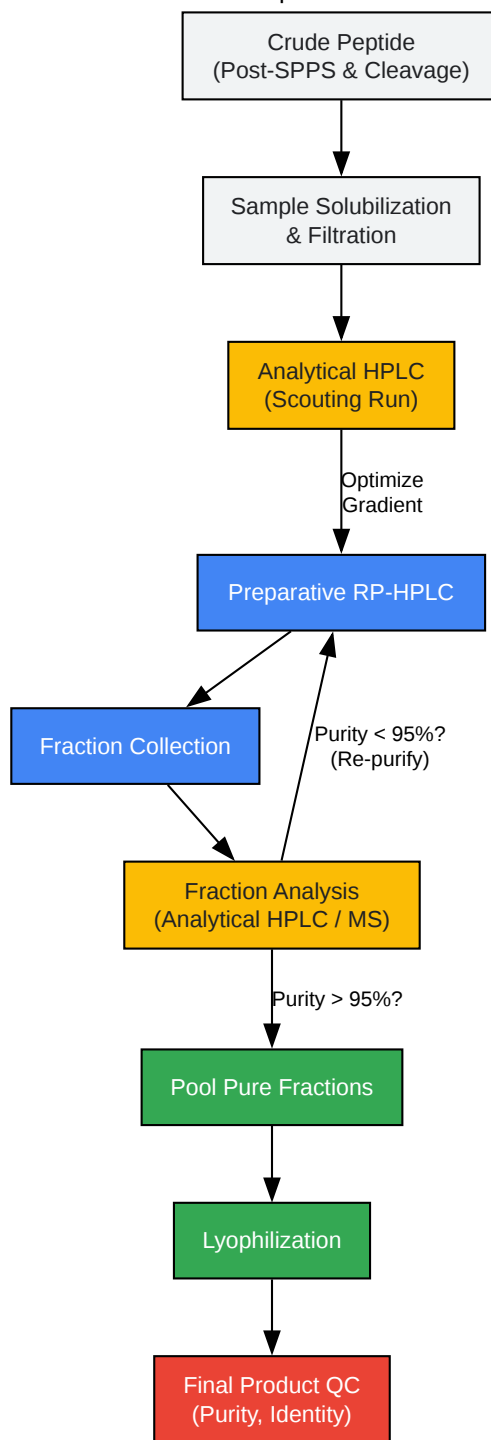 Crude Peptide
(Post-SPPS & Cleavage)
Sample Solubilization
& Filtration
Analytical HPLC
(Scouting Run)
Optimize
Gradient
Preparative RP-HPLC
Fraction Collection
Purity < 95%?
(Re-purify)
Fraction Analysis
(Analytical HPLC / MS)
Purity > 95%?
Pool Pure Fractions
Lyophilization
Final Product QC
(Purity, Identity)